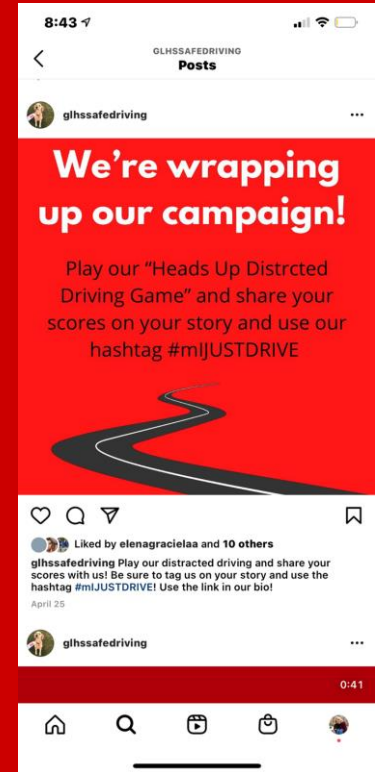 8:43
GLHSSAFEDRIVING
Posts
glhssafedriving
We're wrapping
up our campaign!
Play our "Heads Up Distrcted
Driving Game" and share your
scores on your story and use our
hashtag #mIJUSTDRIVE
Liked by elenagracielaa and 10 others
glhssafedriving Play our distracted driving and share your
scores with us! Be sure to tag us on your story and use the
hashtag #mIJUSTDRIVE! Use the link in our bio!
April 25
glhssafedriving
0:41